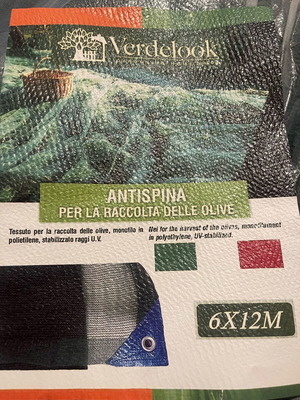 Verdelook
ANTISPINA
PER LA RACCOLTA DELLE OLIVE
Tessuto per la raccolta delle olive, monofilo in
polietilene, stabilizzato raggi U.V.
Net for the harvest of the olives, monofilament
in polyethylene, UV-stabilized.
6X12M